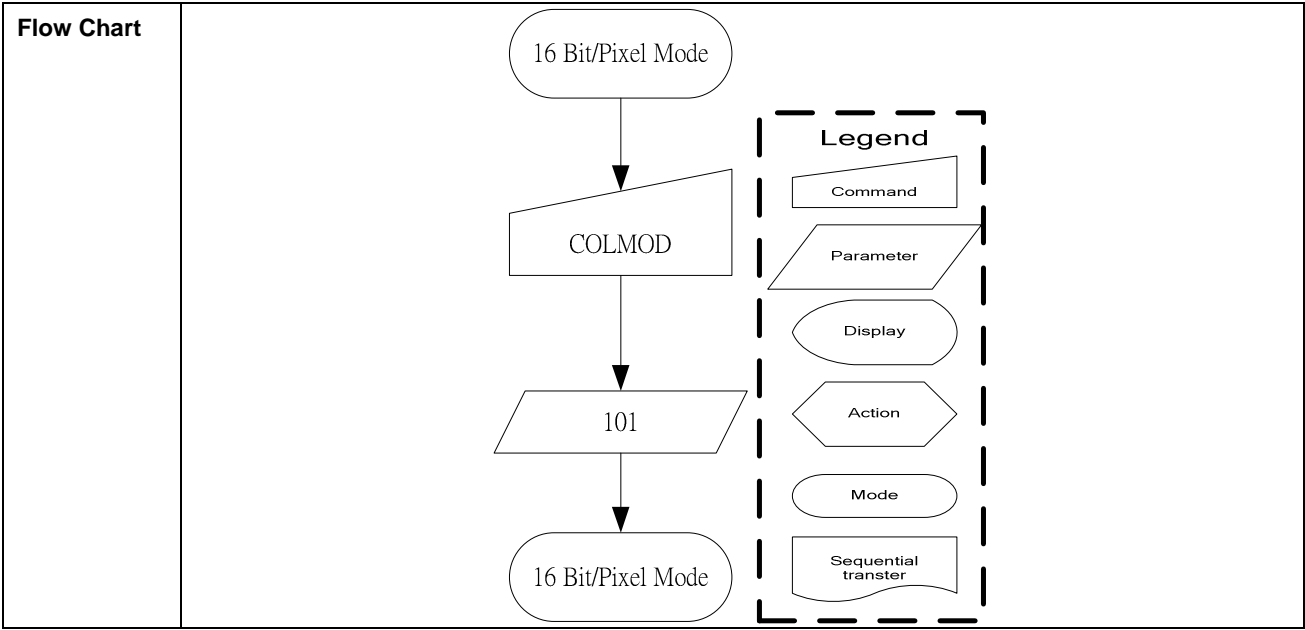 Flow Chart
16 Bit/Pixel Mode
COLMOD
101
16 Bit/Pixel Mode
Legend
Command
Parameter
Display
Action
Mode
Sequential
transter